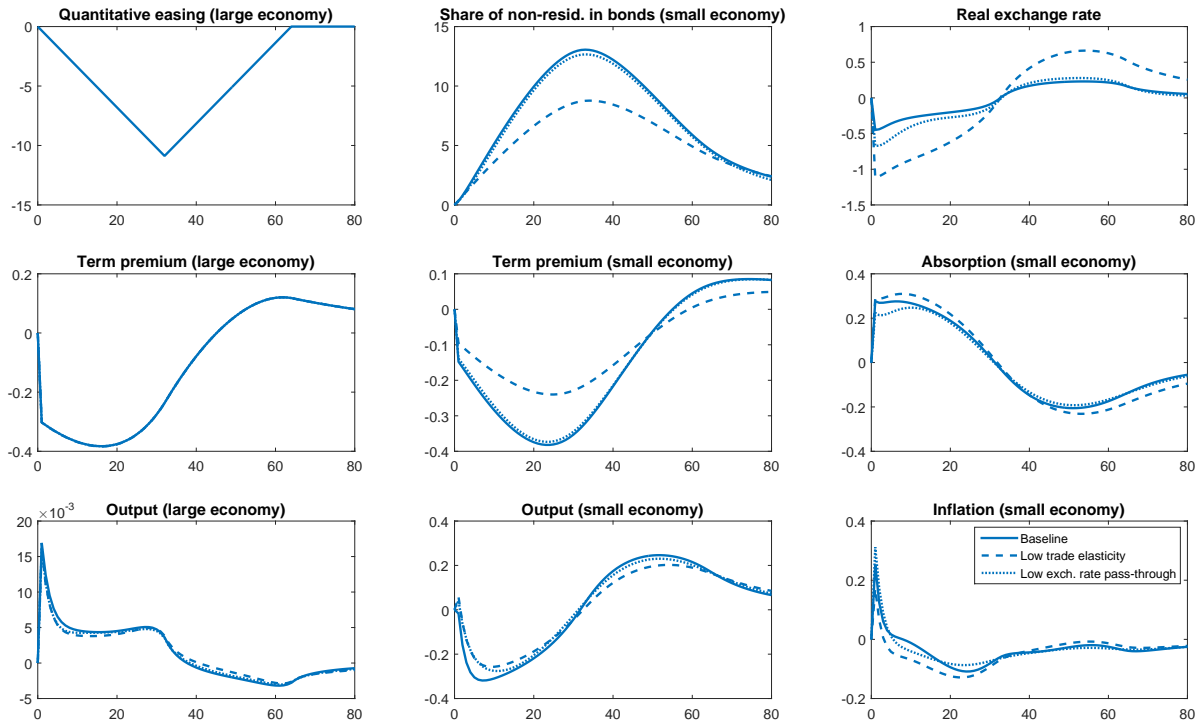 Quantitative easing (large economy)
0
-5
-10
-15
0 20 40 60 80
Share of non-resid. in bonds (small economy)
15
10
5
0
0 20 40 60 80
Real exchange rate
1
0.5
0
-0.5
-1
-1.5
0 20 40 60 80
Term premium (large economy)
0.2
0
-0.2
-0.4
0 20 40 60 80
Term premium (small economy)
0.1
0
-0.1
-0.2
-0.3
-0.4
0 20 40 60 80
Absorption (small economy)
0.4
0.2
0
-0.2
-0.4
0 20 40 60 80
Output (large economy)
20 ×10⁻³
15
10
5
0
-5
0 20 40 60 80
Output (small economy)
0.4
0.2
0
-0.2
-0.4
0 20 40 60 80
Inflation (small economy)
0.4
0.2
0
-0.2
0 20 40 60 80
Baseline
Low trade elasticity
Low exch. rate pass-through